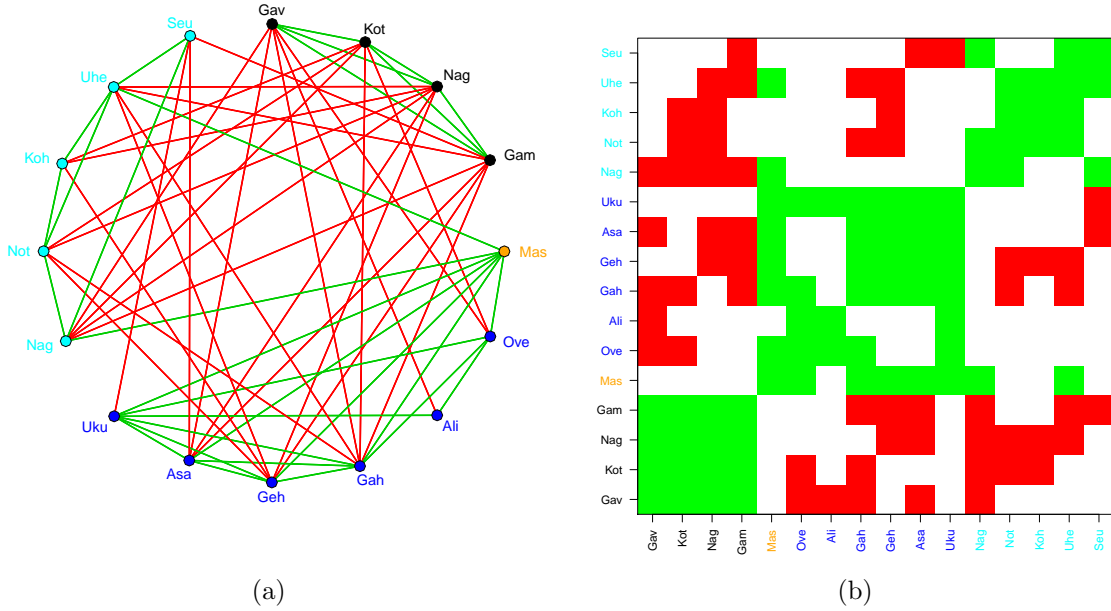 Gav
Kot
Nag
Gam
Mas
Ove
Ali
Gah
Geh
Asa
Uku
Nag
Not
Koh
Uhe
Seu
(a)
Seu
Uhe
Koh
Not
Nag
Uku
Asa
Geh
Gah
Ali
Ove
Mas
Gam
Nag
Kot
Gav
Gav
Kot
Nag
Gam
Mas
Ove
Ali
Gah
Geh
Asa
Uku
Nag
Not
Koh
Uhe
Seu
(b)